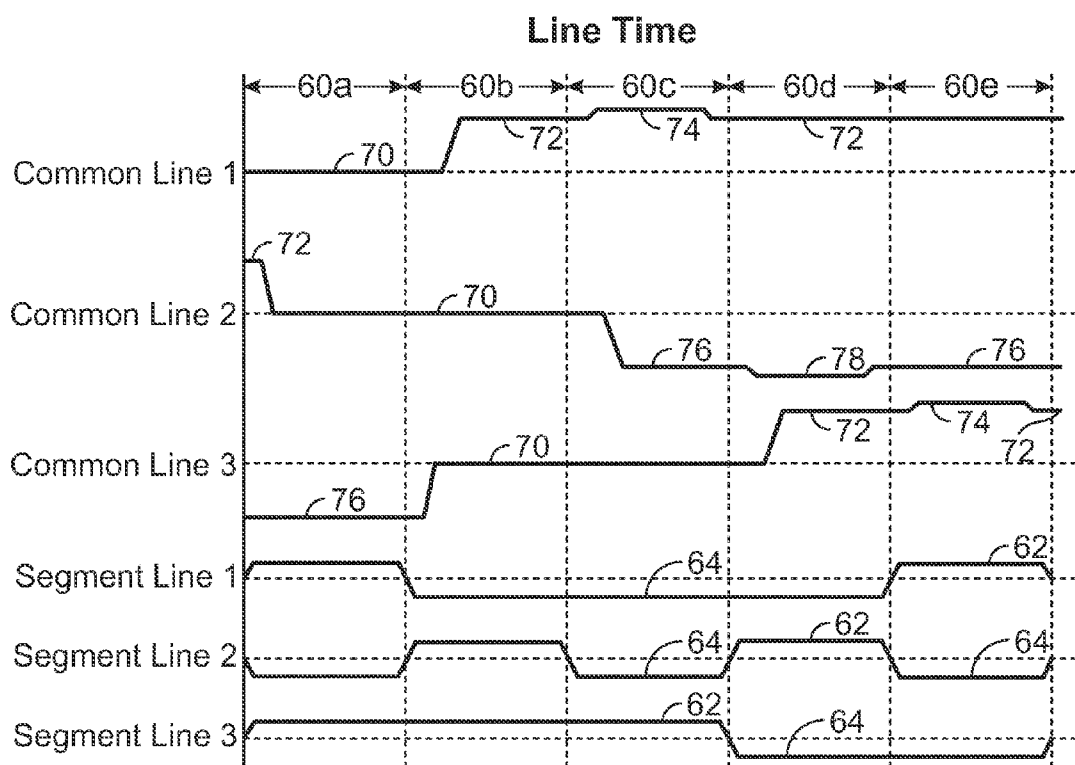 Line Time
60a 60b 60c 60d 60e
72 74 72
70
Common Line 1
72
70
Common Line 2
76 78 76
72 74
70 72
Common Line 3
76
62
Segment Line 1
64
62
Segment Line 2 64 64
62
64
Segment Line 3